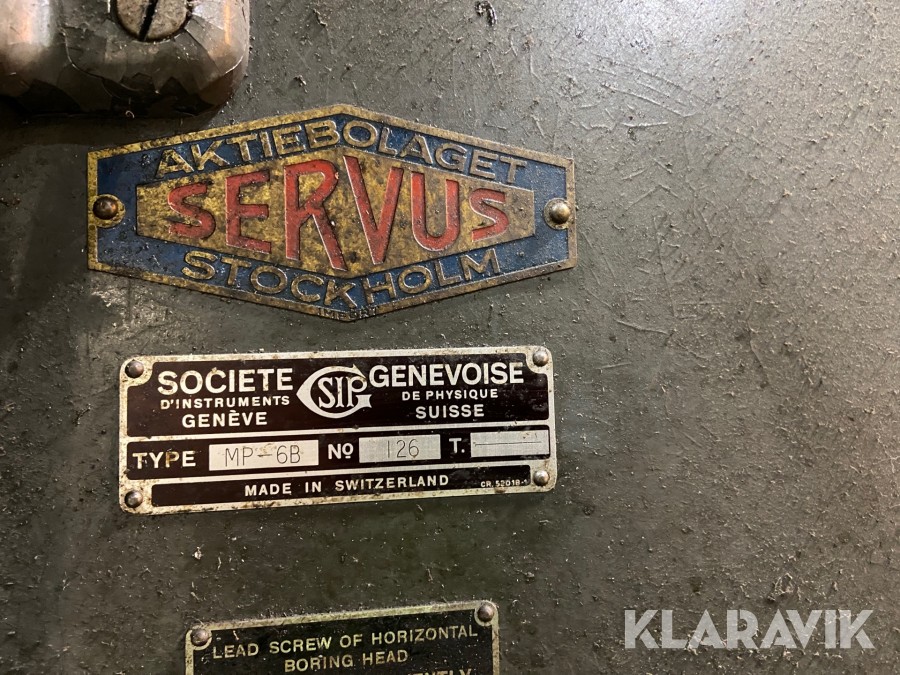 AKTIEBOLAGET
SERVUS
STOCKHOLM
SOCIETE SIP GENEVOISE
D'INSTRUMENTS DE PHYSIQUE
GENÈVE SUISSE
TYPE MP-6B No 126 T.
MADE IN SWITZERLAND
LEAD SCREW OF HORIZONTAL
BORING HEAD
KLARAVIK